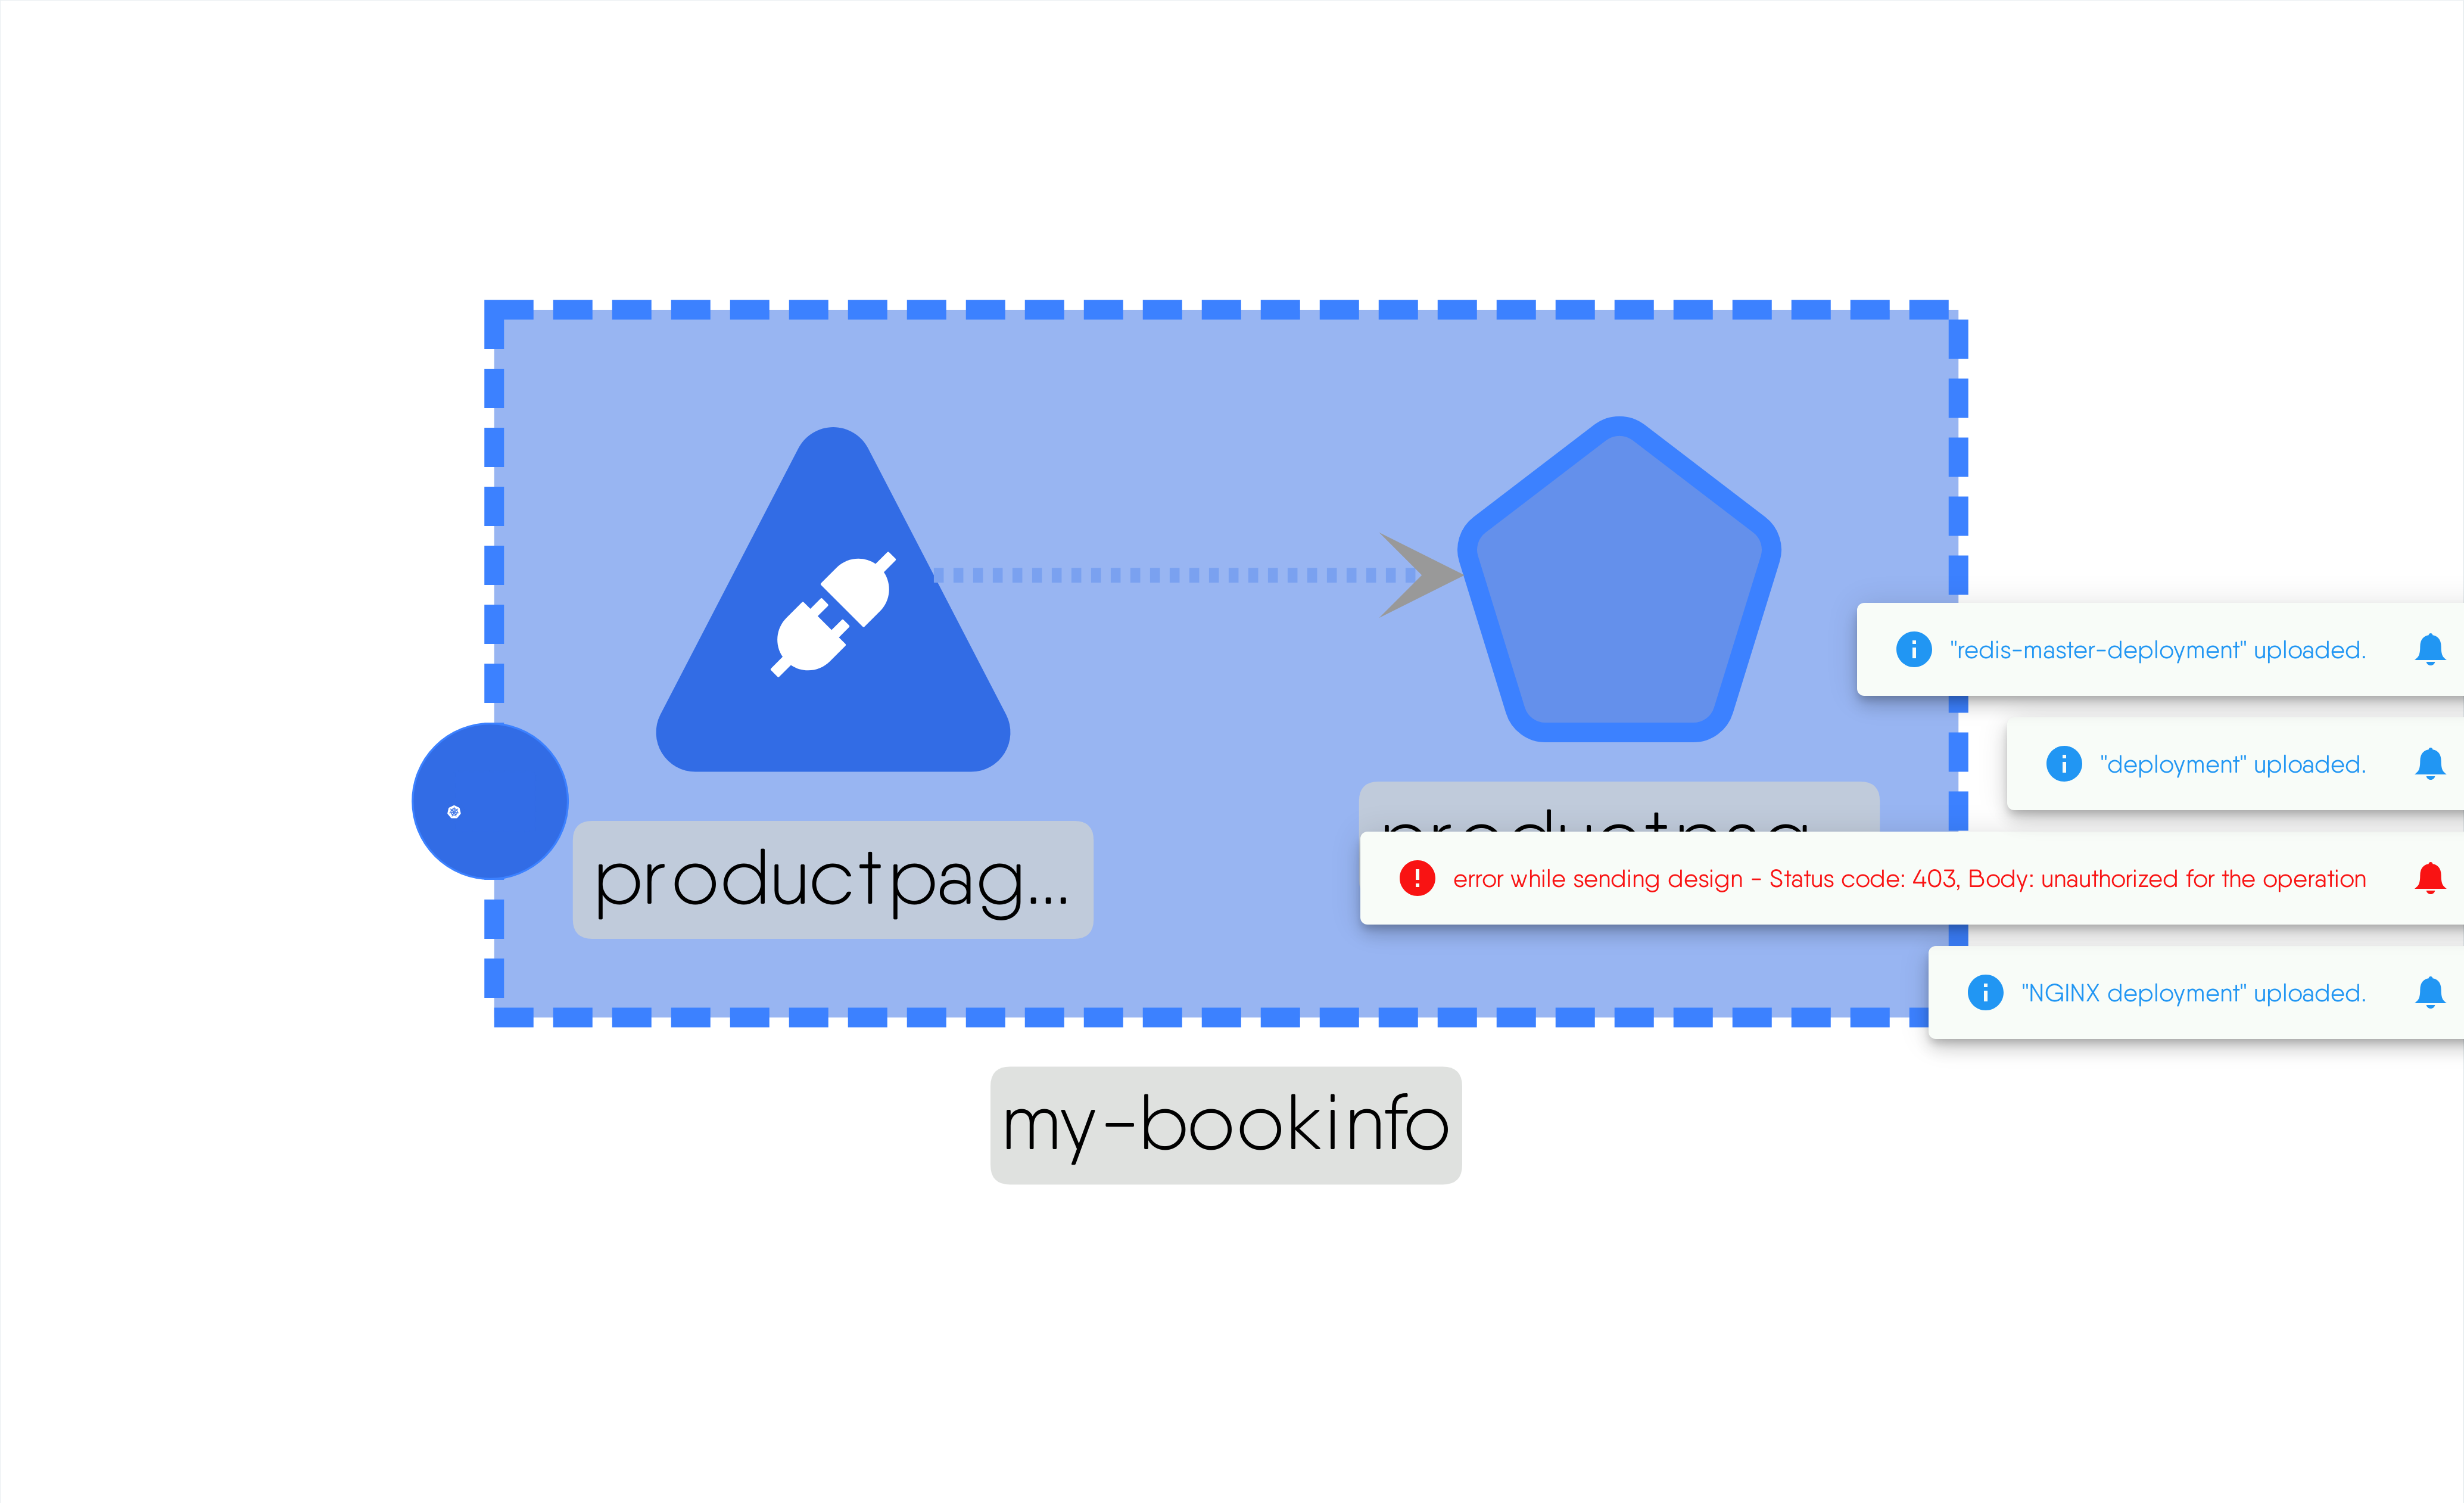 "redis-master-deployment" uploaded.
"deployment" uploaded.
productpag...
error while sending design - Status code: 403, Body: unauthorized for the operation
productpag...
"NGINX deployment" uploaded.
my-bookinfo